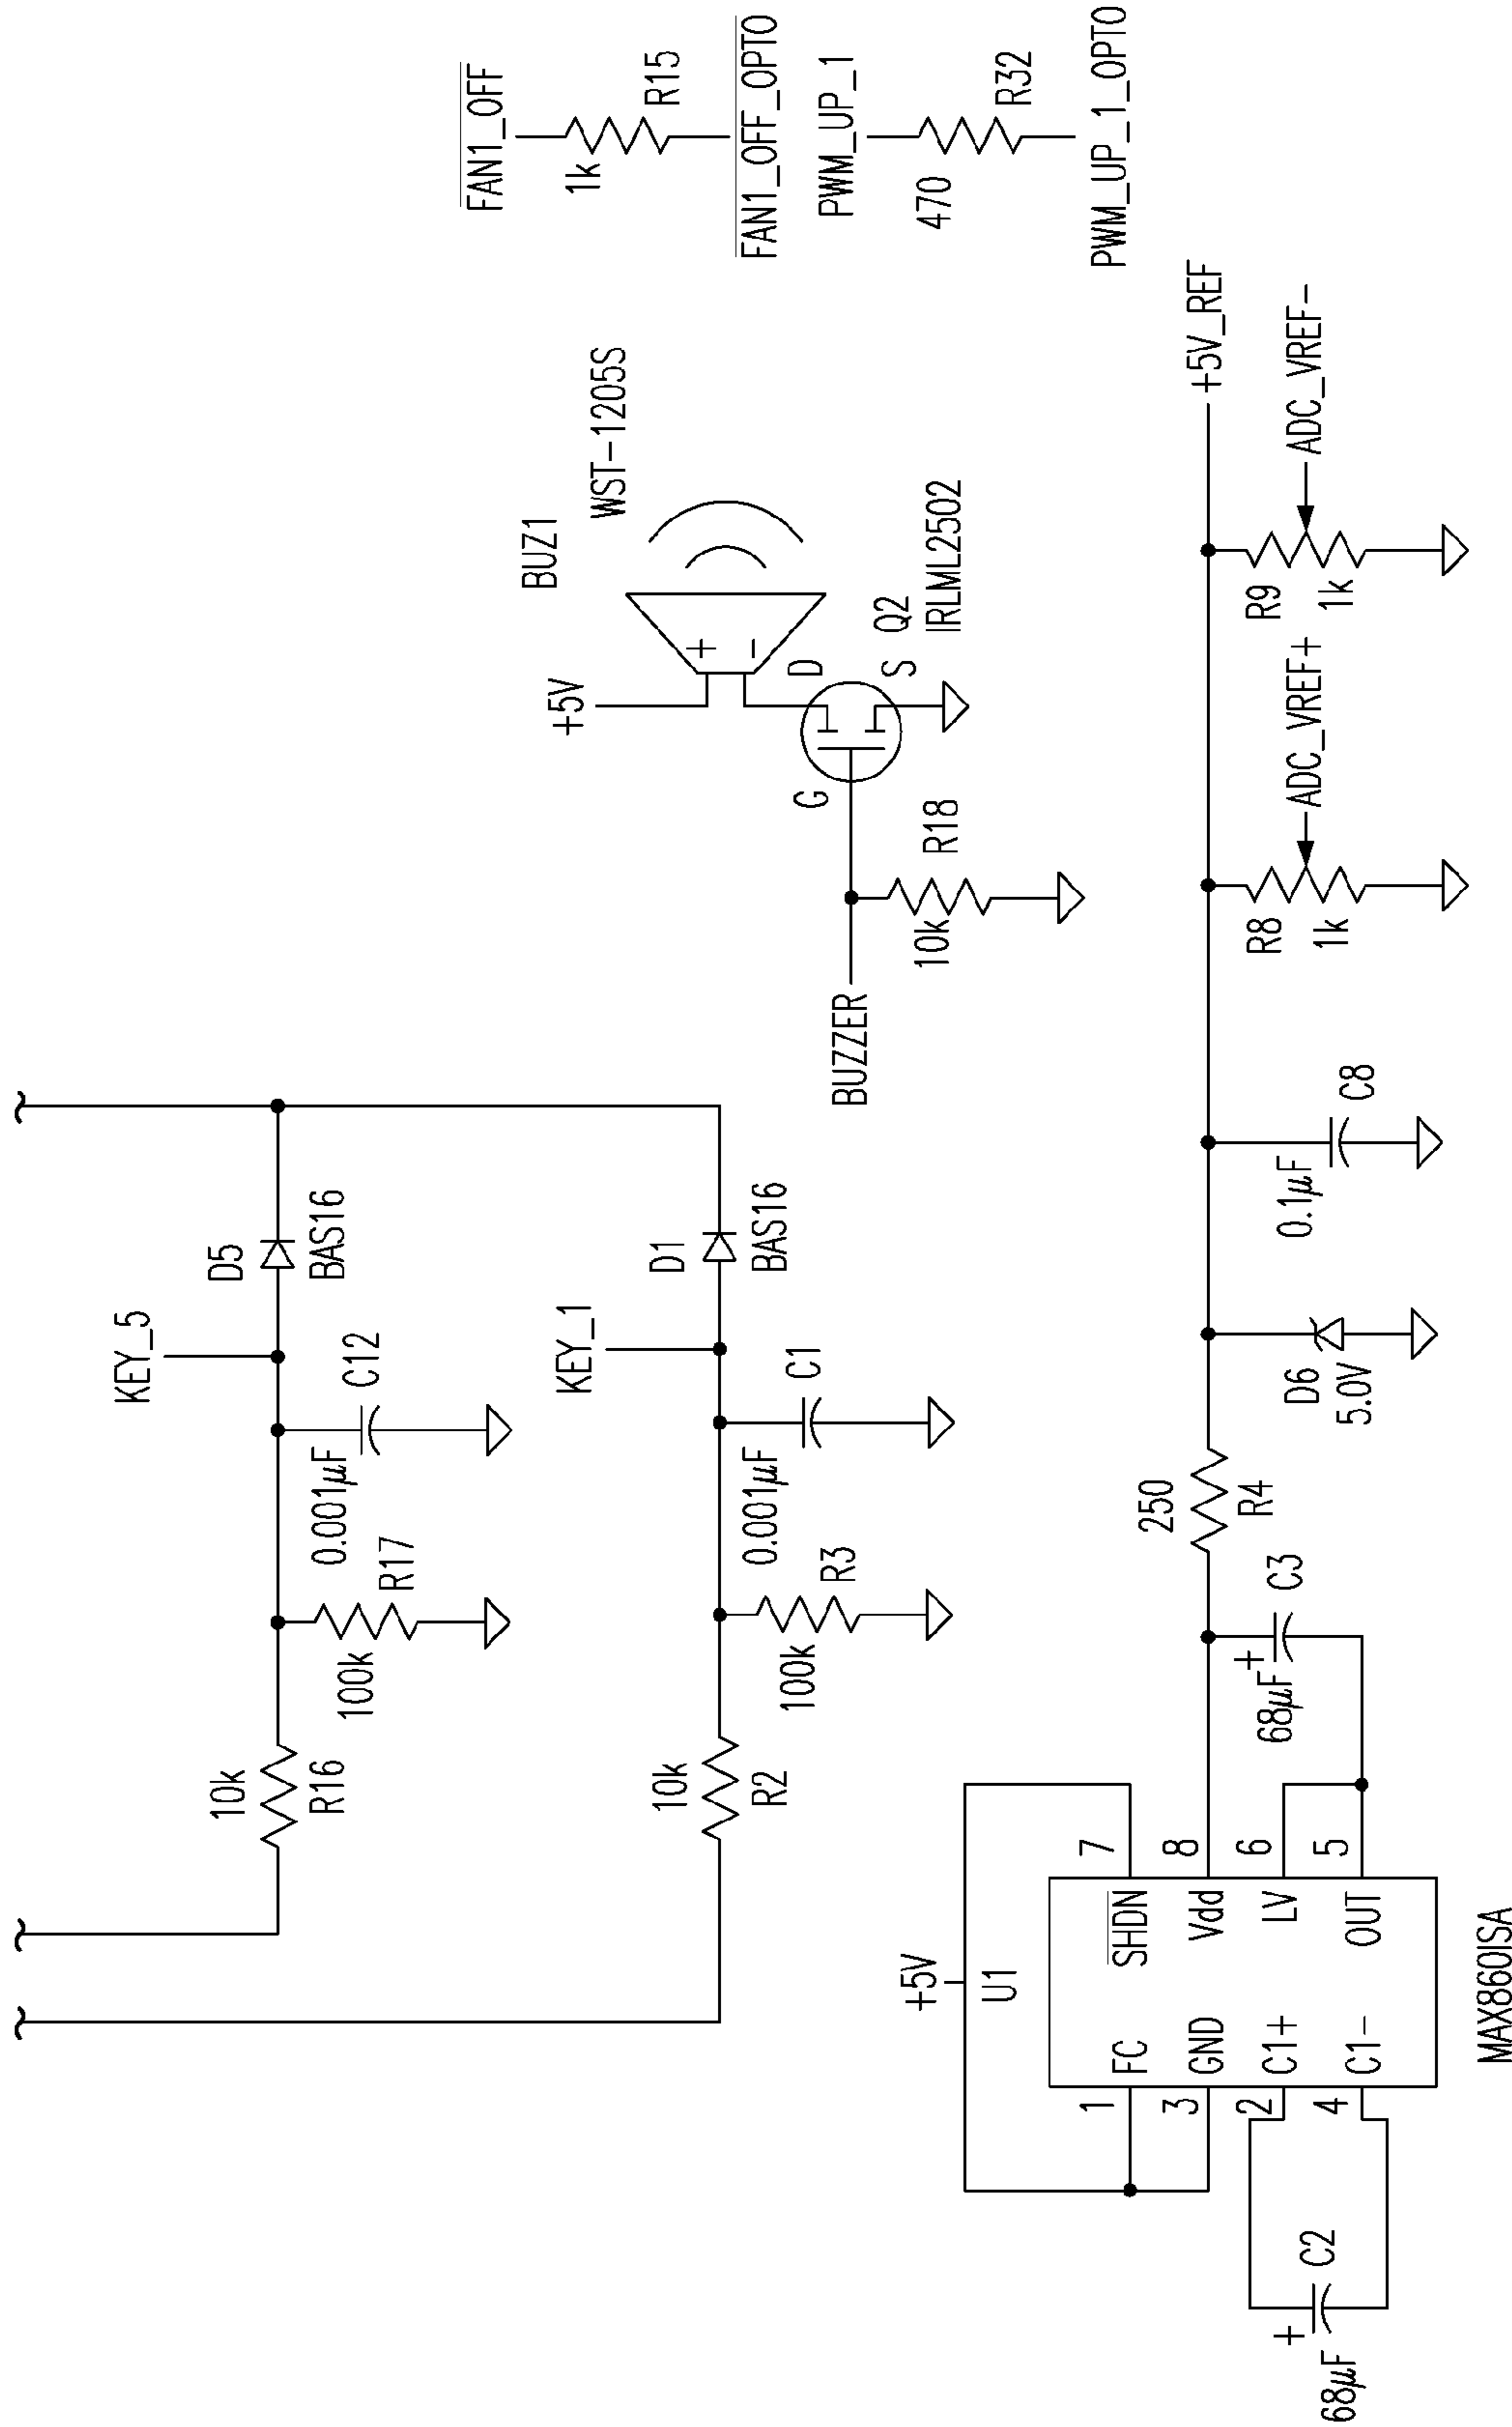 KEY_5
10k
R16
100k
R17
0.001µF
C12
D5
BAS16
KEY_1
10k
R2
100k
R3
0.001µF
C1
D1
BAS16
+5V
BUZ1
WST-1205S
+
-
BUZZER
10k
R18
G
D
S
Q2
IRLML2502
FAN1_OFF
1k
R15
FAN1_OFF_OPTO
PWM_UP_1
470
R32
PWM_UP_1_OPTO
+5V
U1
1
FC
SHDN
7
3
GND
Vdd
8
2
C1+
LV
6
4
C1-
OUT
5
MAX860ISA
+
68µF
C2
+
68µF
C3
250
R4
D6
5.0V
0.1µF
C8
R8
1k
ADC_VREF+
R9
1k
ADC_VREF-
+5V_REF